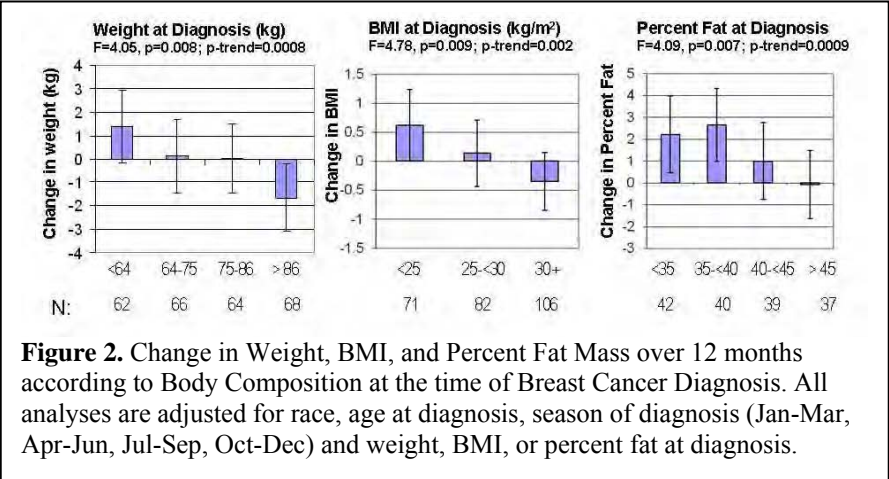 Weight at Diagnosis (kg)
F=4.05, p=0.008; p-trend=0.0008
Change in weight (kg)
4
3
2
1
0
-1
-2
-3
-4
<64 64-75 75-86 >86
N: 62 66 64 68
BMI at Diagnosis (kg/m²)
F=4.78, p=0.009; p-trend=0.002
Change in BMI
1.5
1
0.5
0
-0.5
-1
-1.5
<25 25-<30 30+
71 82 106
Percent Fat at Diagnosis
F=4.09, p=0.007; p-trend=0.0009
Change in Percent Fat
5
4
3
2
1
0
-1
-2
-3
<35 35-<40 40-<45 >45
42 40 39 37
Figure 2. Change in Weight, BMI, and Percent Fat Mass over 12 months
according to Body Composition at the time of Breast Cancer Diagnosis. All
analyses are adjusted for race, age at diagnosis, season of diagnosis (Jan-Mar,
Apr-Jun, Jul-Sep, Oct-Dec) and weight, BMI, or percent fat at diagnosis.